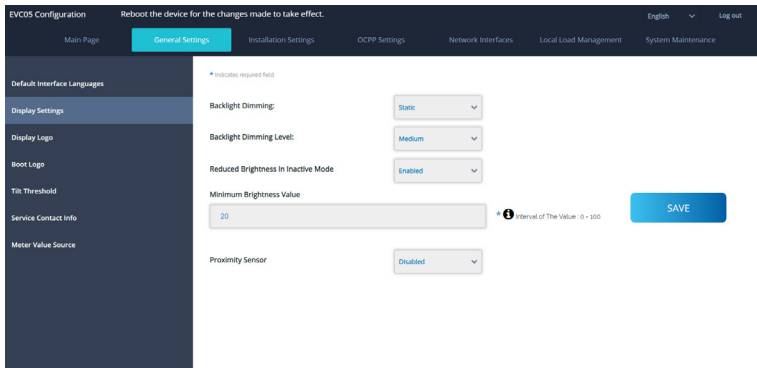 EVC05 Configuration Reboot the device for the changes made to take effect. English Log out
Main Page General Settings Installation Settings OCPP Settings Network Interfaces Local Load Management System Maintenance
* Indicates required field.
Default Interface Languages
Display Settings
Display Logo
Boot Logo
Tilt Threshold
Service Contact Info
Meter Value Source
Backlight Dimming: Static
Backlight Dimming Level: Medium
Reduced Brightness In Inactive Mode Enabled
Minimum Brightness Value
20 * Interval of The Value : 0 - 100
SAVE
Proximity Sensor Disabled